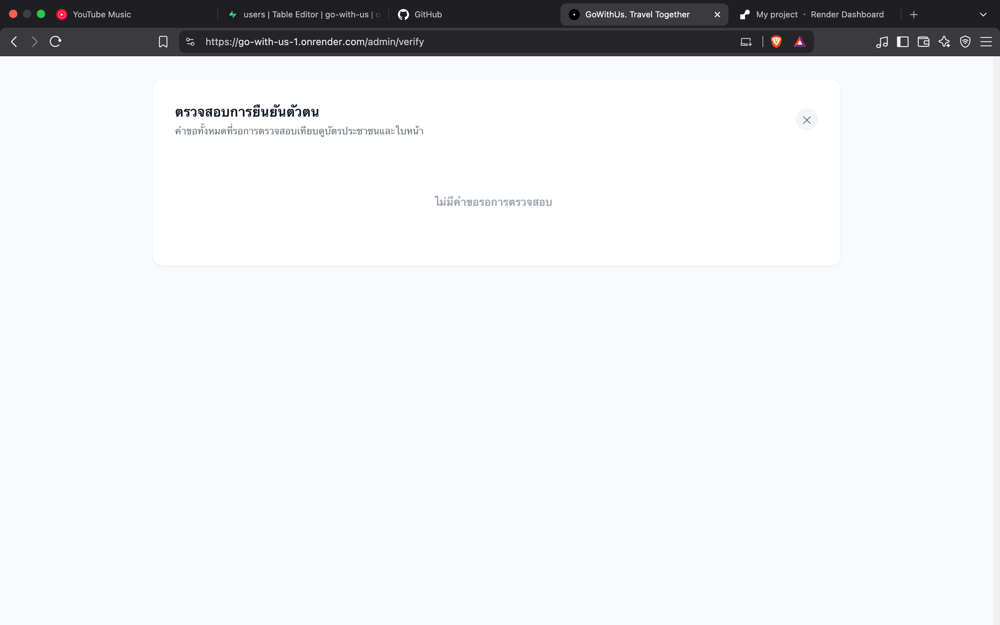 YouTube Music
users | Table Editor | go-with-us |
GitHub
GoWithUs. Travel Together
My project · Render Dashboard
https://go-with-us-1.onrender.com/admin/verify
ตรวจสอบการยืนยันตัวตน
คำขอทั้งหมดที่รอการตรวจสอบเทียบดูบัตรประชาชนและใบหน้า
ไม่มีคำขอรอการตรวจสอบ